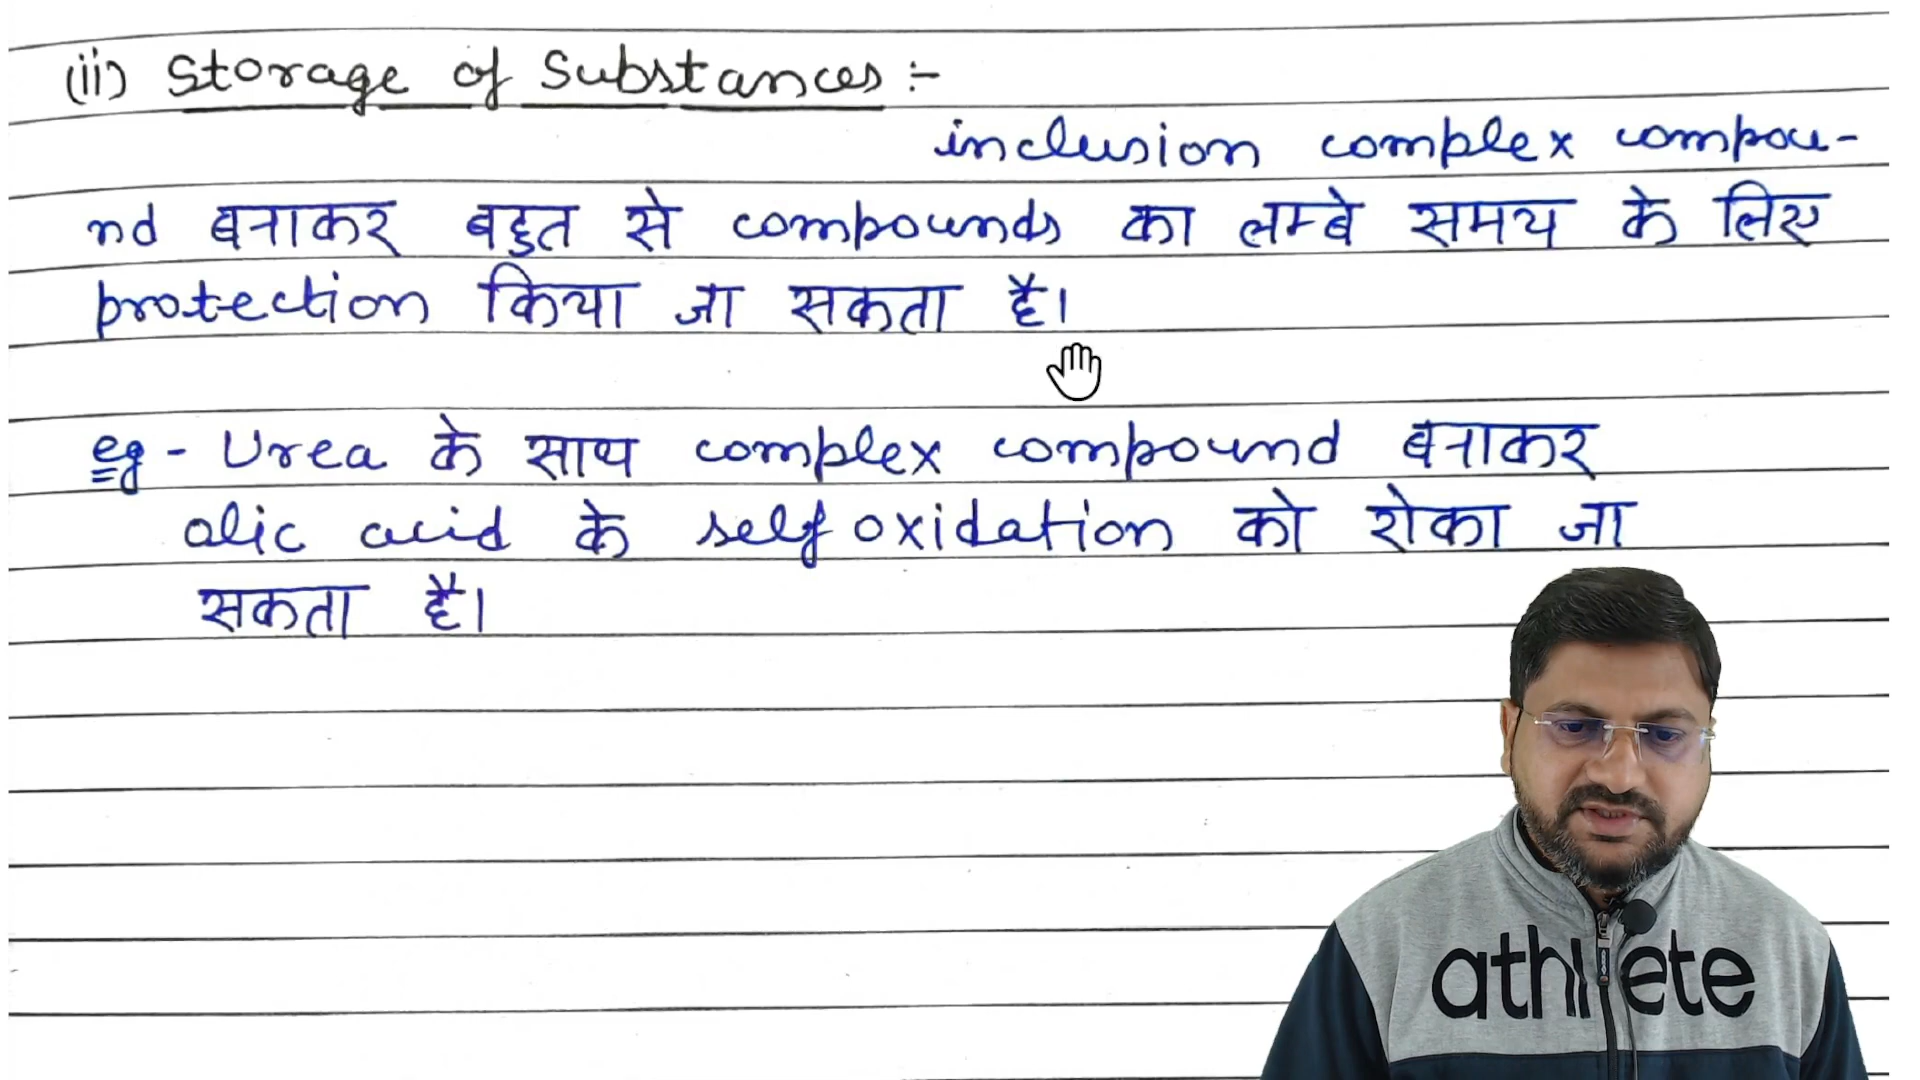 (ii) Storage of Substances :-
inclusion complex compou-
nd बनाकर बहुत से compounds का लम्बे समय के लिए
protection किया जा सकता है।
eg - Urea के साथ complex compound बनाकर
olic acid के self oxidation को रोका जा
सकता है।
athlete